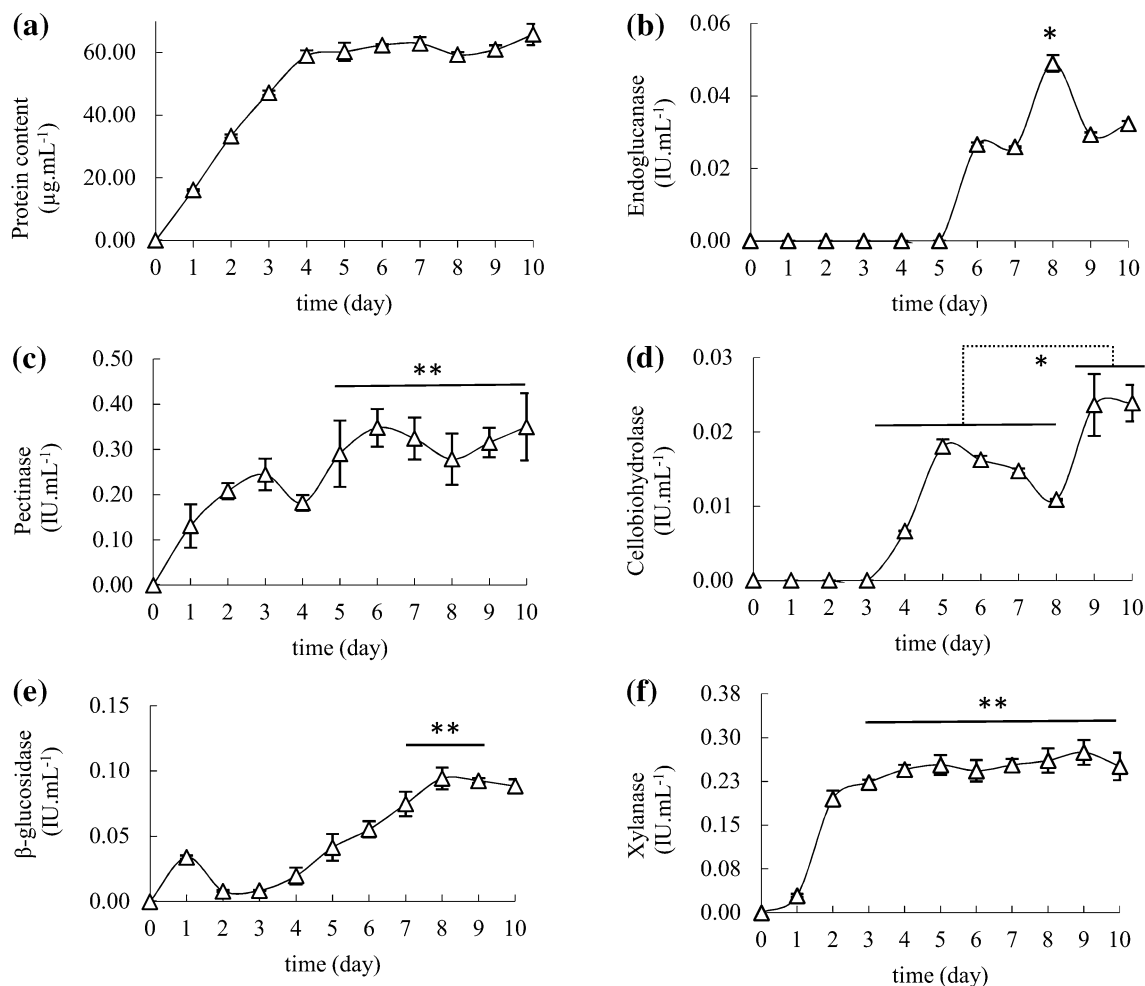 (a)
Protein content
(µg.mL⁻¹)
60.00
40.00
20.00
0.00
0 1 2 3 4 5 6 7 8 9 10
time (day)
(b)
Endoglucanase
(IU.mL⁻¹)
0.06
0.04
0.02
0.00
*
0 1 2 3 4 5 6 7 8 9 10
time (day)
(c)
Pectinase
(IU.mL⁻¹)
0.50
0.40
0.30
0.20
0.10
0.00
**
0 1 2 3 4 5 6 7 8 9 10
time (day)
(d)
Cellobiohydrolase
(IU.mL⁻¹)
0.03
0.02
0.01
0.00
*
0 1 2 3 4 5 6 7 8 9 10
time (day)
(e)
β-glucosidase
(IU.mL⁻¹)
0.15
0.10
0.05
0.00
**
0 1 2 3 4 5 6 7 8 9 10
time (day)
(f)
Xylanase
(IU.mL⁻¹)
0.38
0.30
0.23
0.15
0.08
0.00
**
0 1 2 3 4 5 6 7 8 9 10
time (day)